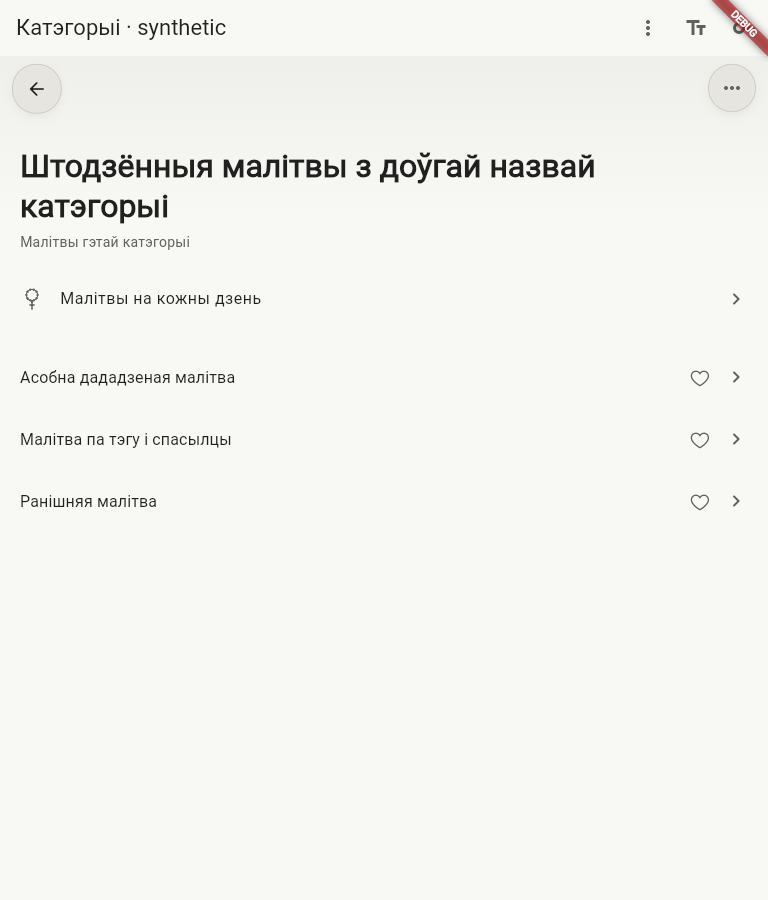 Катэгорыі · synthetic
DEBUG
Штодзённыя малітвы з доўгай назвай
катэгорыі
Малітвы гэтай катэгорыі
Малітвы на кожны дзень
Асобна дададзеная малітва
Малітва па тэгу і спасылцы
Ранішняя малітва